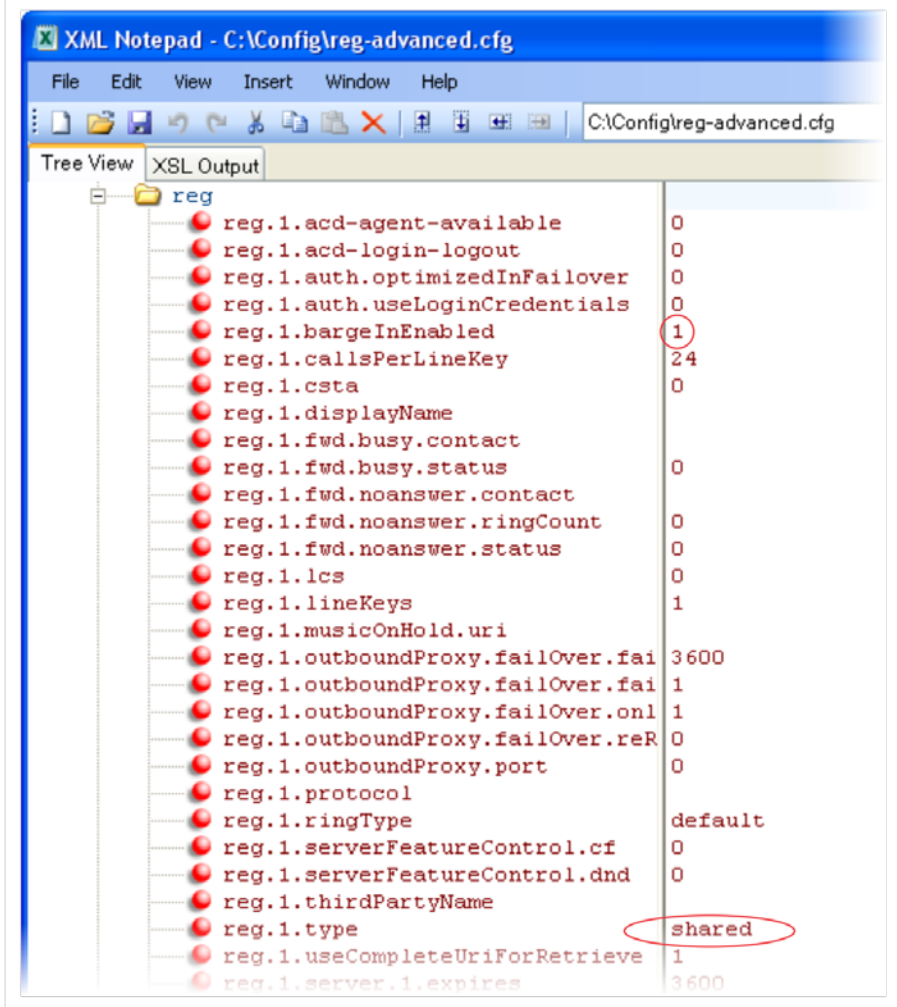 XML Notepad - C:\Config\reg-advanced.cfg
File Edit View Insert Window Help
C:\Config\reg-advanced.cfg
Tree View XSL Output
reg
reg.1.acd-agent-available 0
reg.1.acd-login-logout 0
reg.1.auth.optimizedInFailover 0
reg.1.auth.useLoginCredentials 0
reg.1.bargeInEnabled 1
reg.1.callsPerLineKey 24
reg.1.csta 0
reg.1.displayName
reg.1.fwd.busy.contact
reg.1.fwd.busy.status 0
reg.1.fwd.noanswer.contact
reg.1.fwd.noanswer.ringCount 0
reg.1.fwd.noanswer.status 0
reg.1.lcs 0
reg.1.lineKeys 1
reg.1.musicOnHold.uri
reg.1.outboundProxy.failOver.fai 3600
reg.1.outboundProxy.failOver.fai 1
reg.1.outboundProxy.failOver.onl 1
reg.1.outboundProxy.failOver.reR 0
reg.1.outboundProxy.port 0
reg.1.protocol
reg.1.ringType default
reg.1.serverFeatureControl.cf 0
reg.1.serverFeatureControl.dnd 0
reg.1.thirdPartyName
reg.1.type shared
reg.1.useCompleteUriForRetrieve 1
reg.1.server.1.expires 3600